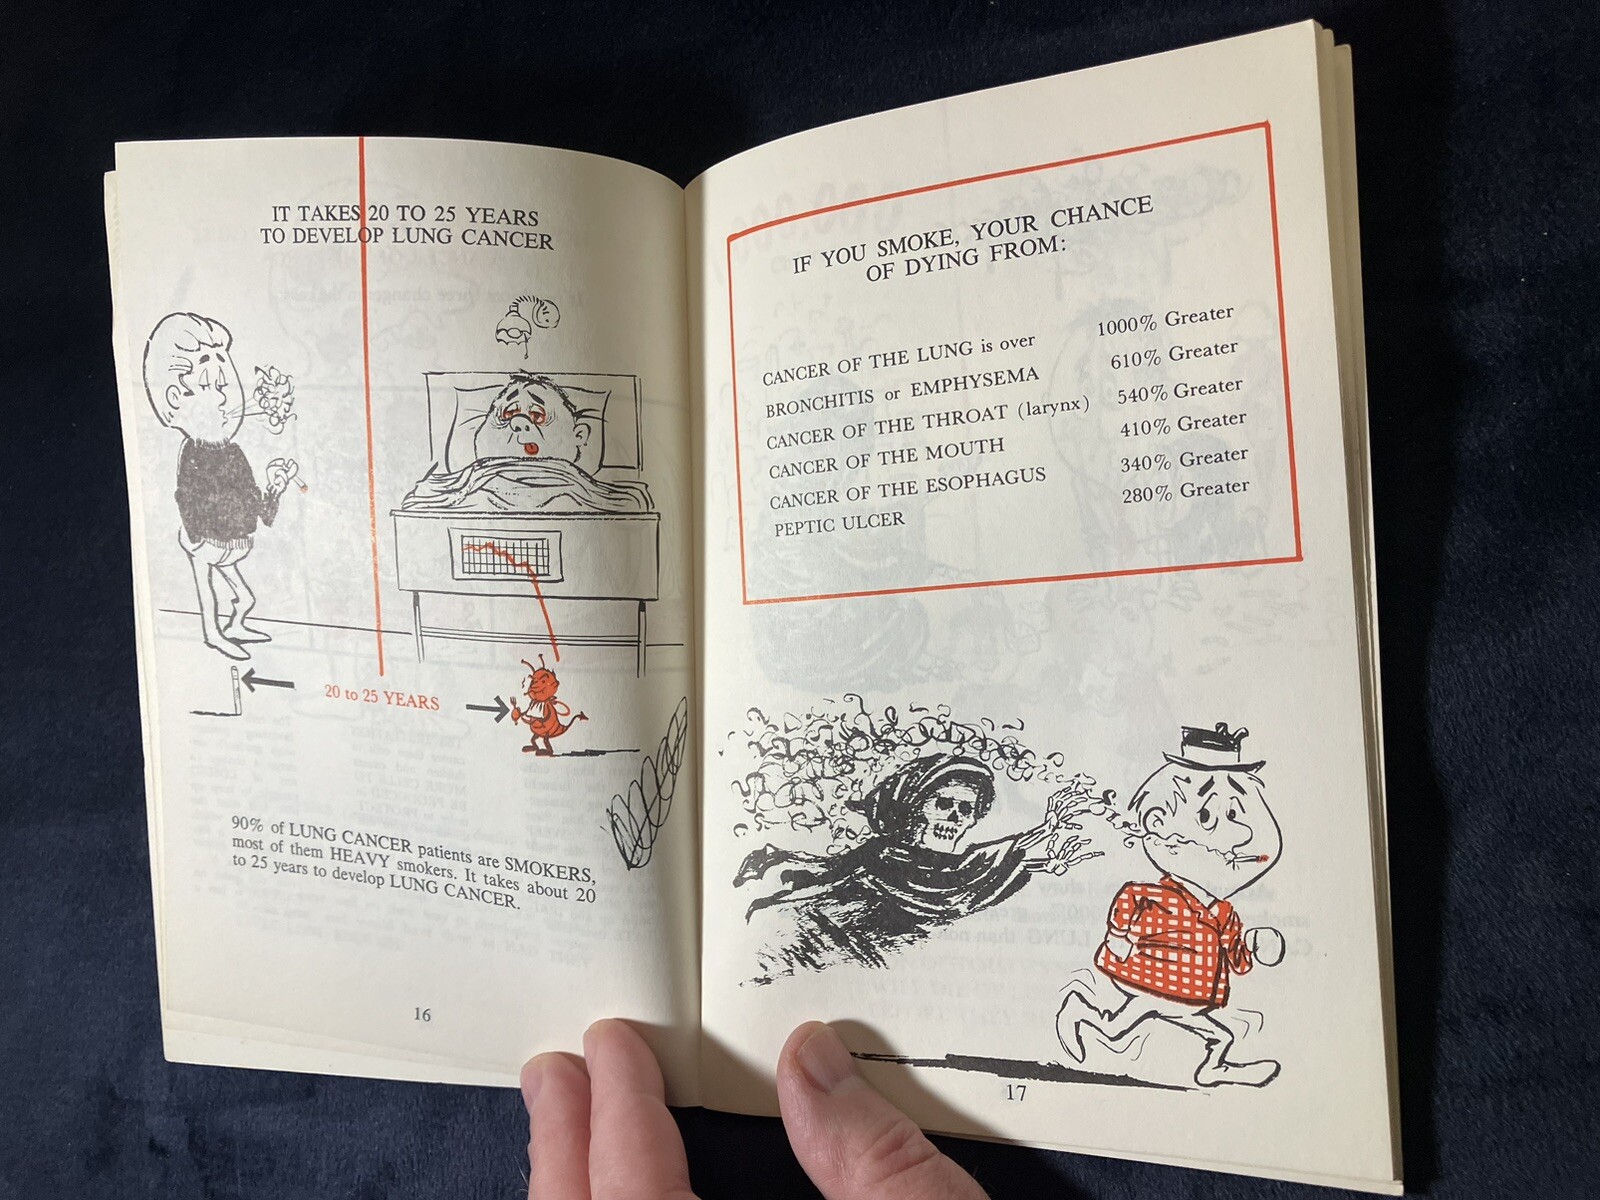 IT TAKES 20 TO 25 YEARS
TO DEVELOP LUNG CANCER
20 to 25 YEARS
90% of LUNG CANCER patients are SMOKERS,
most of them HEAVY smokers. It takes about 20
to 25 years to develop LUNG CANCER.
16
IF YOU SMOKE, YOUR CHANCE
OF DYING FROM:
CANCER OF THE LUNG is over 1000% Greater
BRONCHITIS or EMPHYSEMA 610% Greater
CANCER OF THE THROAT (larynx) 540% Greater
CANCER OF THE MOUTH 410% Greater
CANCER OF THE ESOPHAGUS 340% Greater
PEPTIC ULCER 280% Greater
17